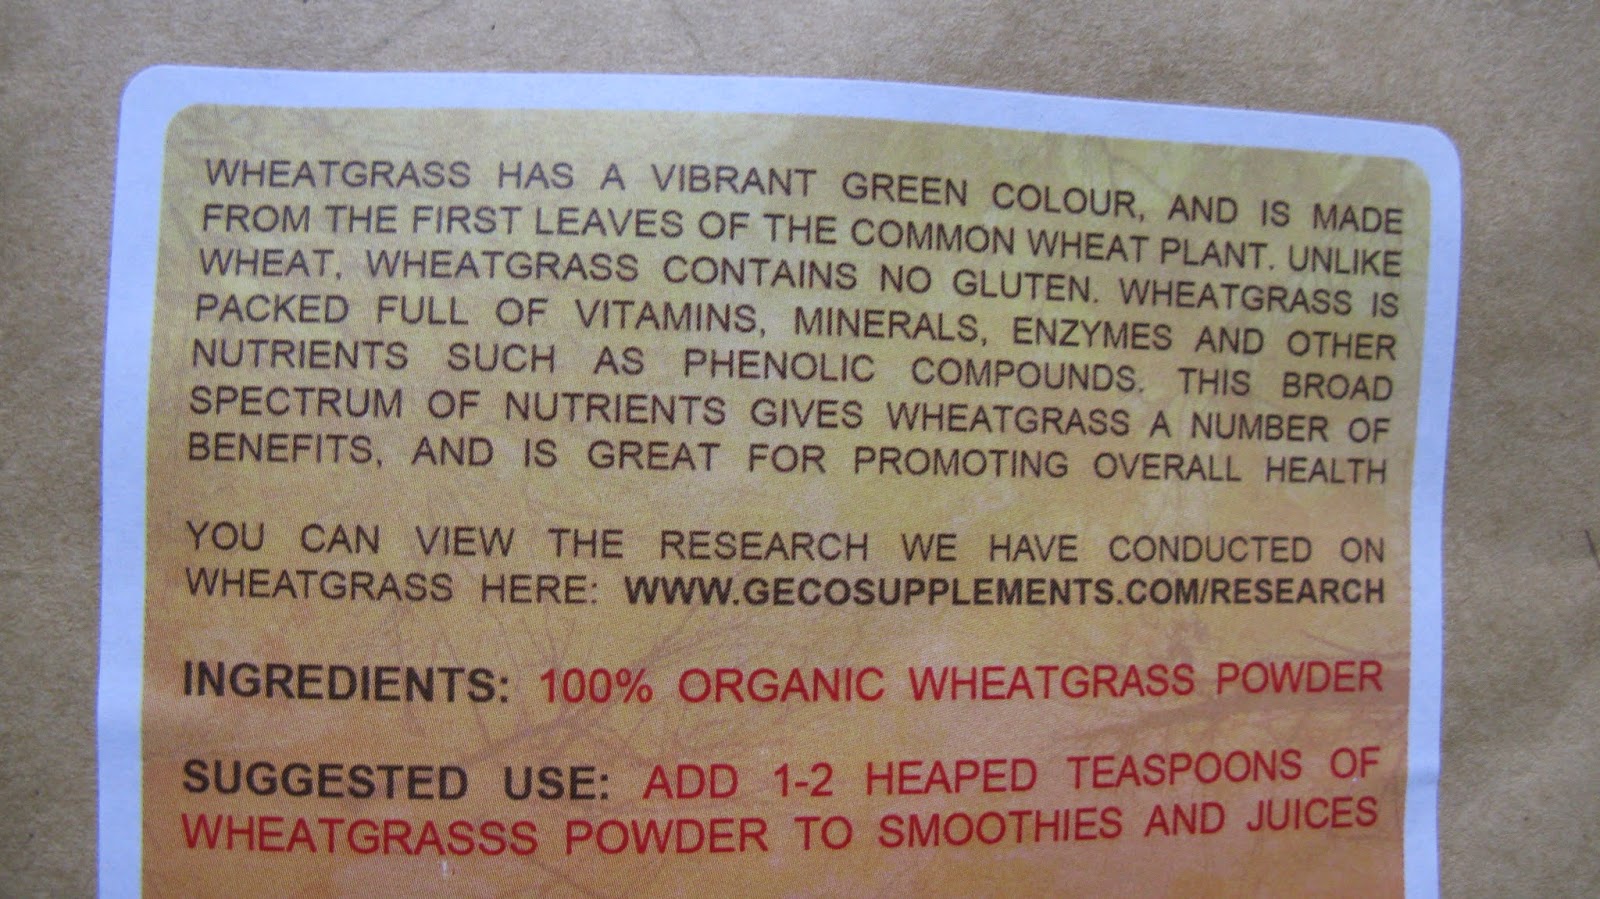 WHEATGRASS HAS A VIBRANT GREEN COLOUR, AND IS MADE
FROM THE FIRST LEAVES OF THE COMMON WHEAT PLANT. UNLIKE
WHEAT, WHEATGRASS CONTAINS NO GLUTEN. WHEATGRASS IS
PACKED FULL OF VITAMINS, MINERALS, ENZYMES AND OTHER
NUTRIENTS SUCH AS PHENOLIC COMPOUNDS. THIS BROAD
SPECTRUM OF NUTRIENTS GIVES WHEATGRASS A NUMBER OF
BENEFITS, AND IS GREAT FOR PROMOTING OVERALL HEALTH
YOU CAN VIEW THE RESEARCH WE HAVE CONDUCTED ON
WHEATGRASS HERE: WWW.GECOSUPPLEMENTS.COM/RESEARCH
INGREDIENTS: 100% ORGANIC WHEATGRASS POWDER
SUGGESTED USE: ADD 1-2 HEAPED TEASPOONS OF
WHEATGRASSS POWDER TO SMOOTHIES AND JUICES